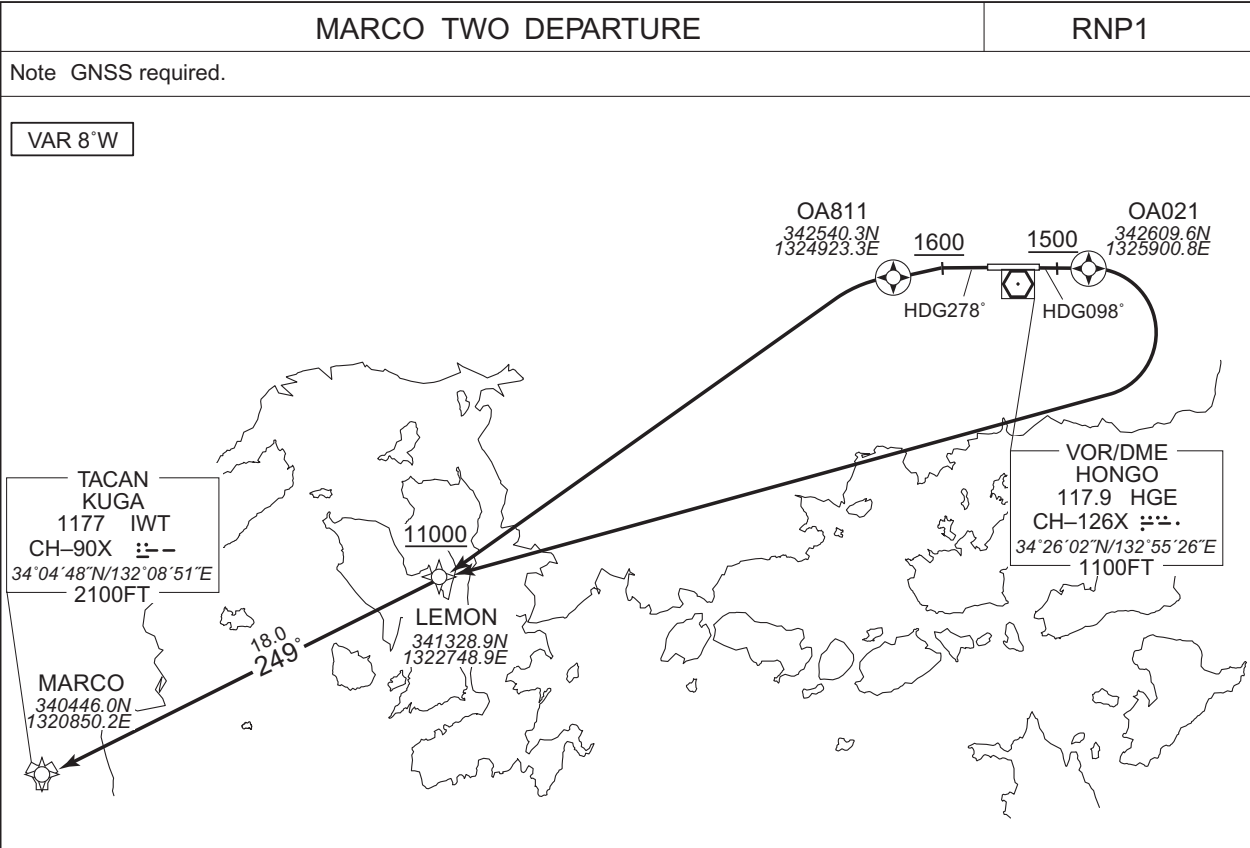 MARCO TWO DEPARTURE
RNP1
Note GNSS required.
VAR 8˚W
OA811
342540.3N
1324923.3E
1600
1500
OA021
342609.6N
1325900.8E
HDG278˚
HDG098˚
TACAN
KUGA
1177 IWT
CH–90X
34˚04´48˝N/132˚08´51˝E
2100FT
11000
VOR/DME
HONGO
117.9 HGE
CH–126X
34˚26´02˝N/132˚55´26˝E
1100FT
LEMON
341328.9N
1322748.9E
18.0
249˚
MARCO
340446.0N
1320850.2E